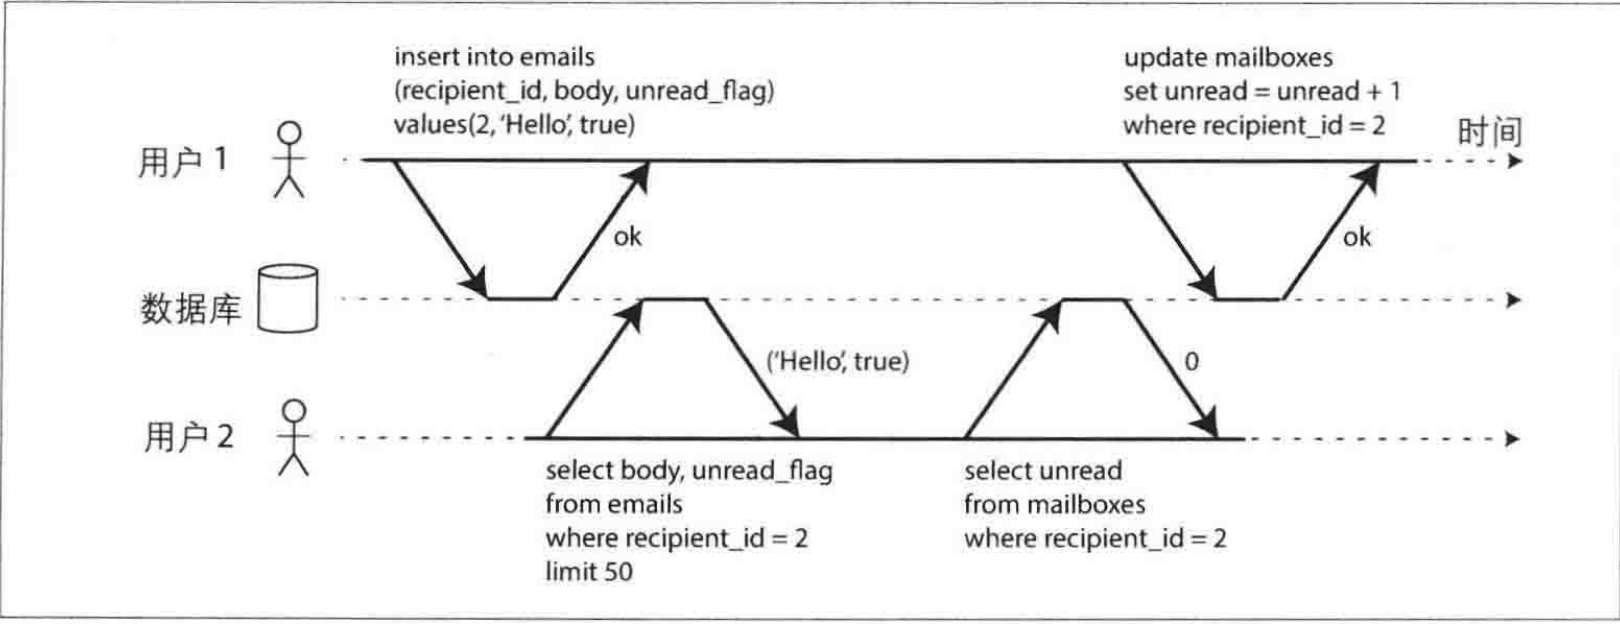 insert into emails
(recipient_id, body, unread_flag)
values(2, ‘Hello’, true)
update mailboxes
set unread = unread + 1
where recipient_id = 2
时间
用户 1
ok
ok
数据库
(‘Hello’, true)
0
用户 2
select body, unread_flag
from emails
where recipient_id = 2
limit 50
select unread
from mailboxes
where recipient_id = 2